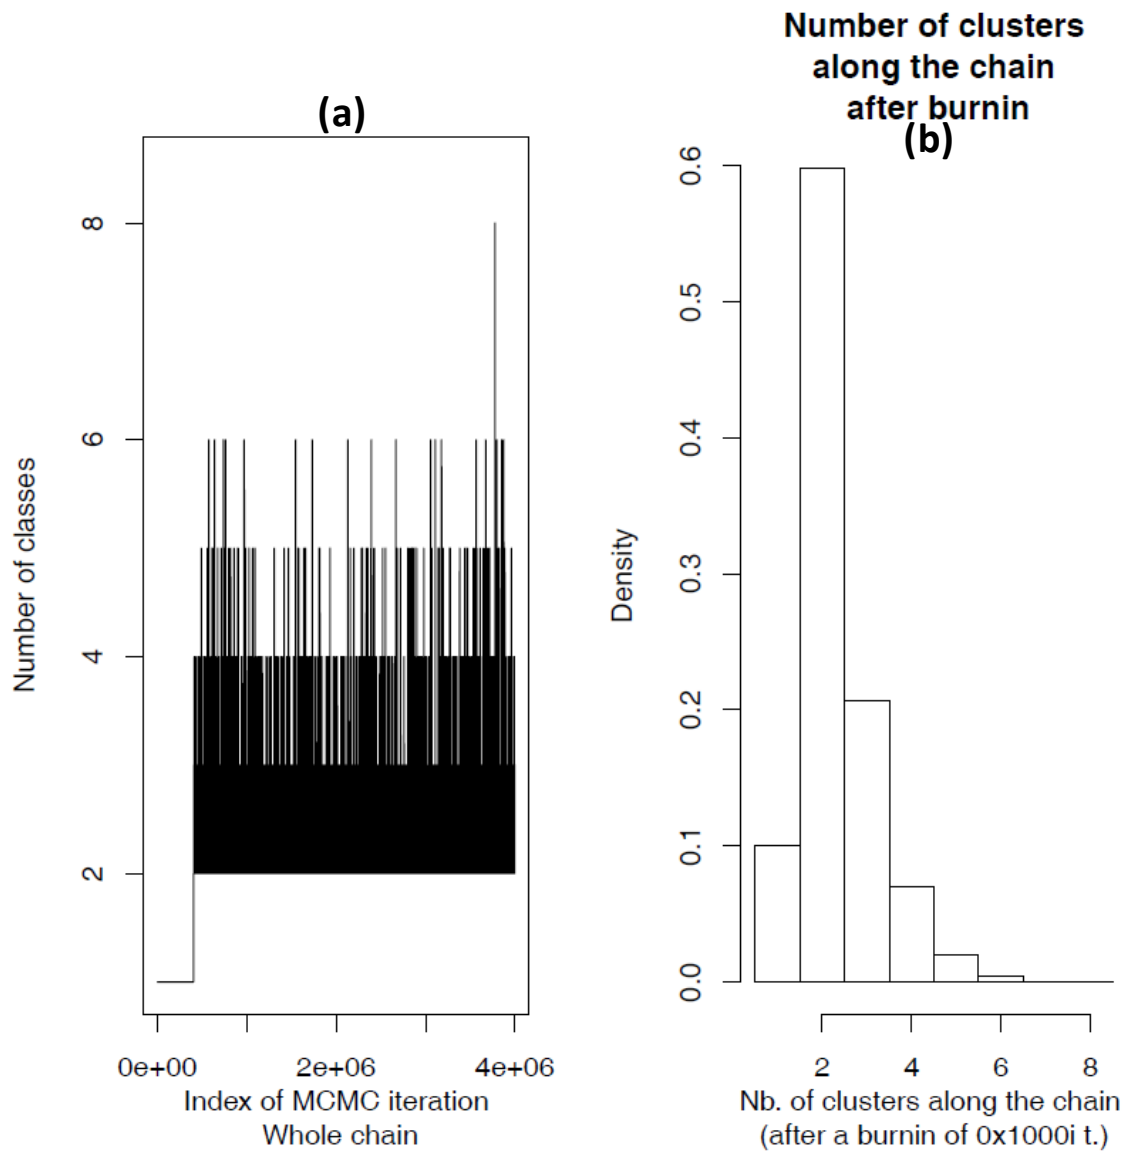 (a)
8
6
4
2
Number of classes
0e+00 2e+06 4e+06
Index of MCMC iteration
Whole chain
Number of clusters
along the chain
after burnin
(b)
0.6
0.5
0.4
0.3
0.2
0.1
0.0
Density
2 4 6 8
Nb. of clusters along the chain
(after a burnin of 0x1000i t.)